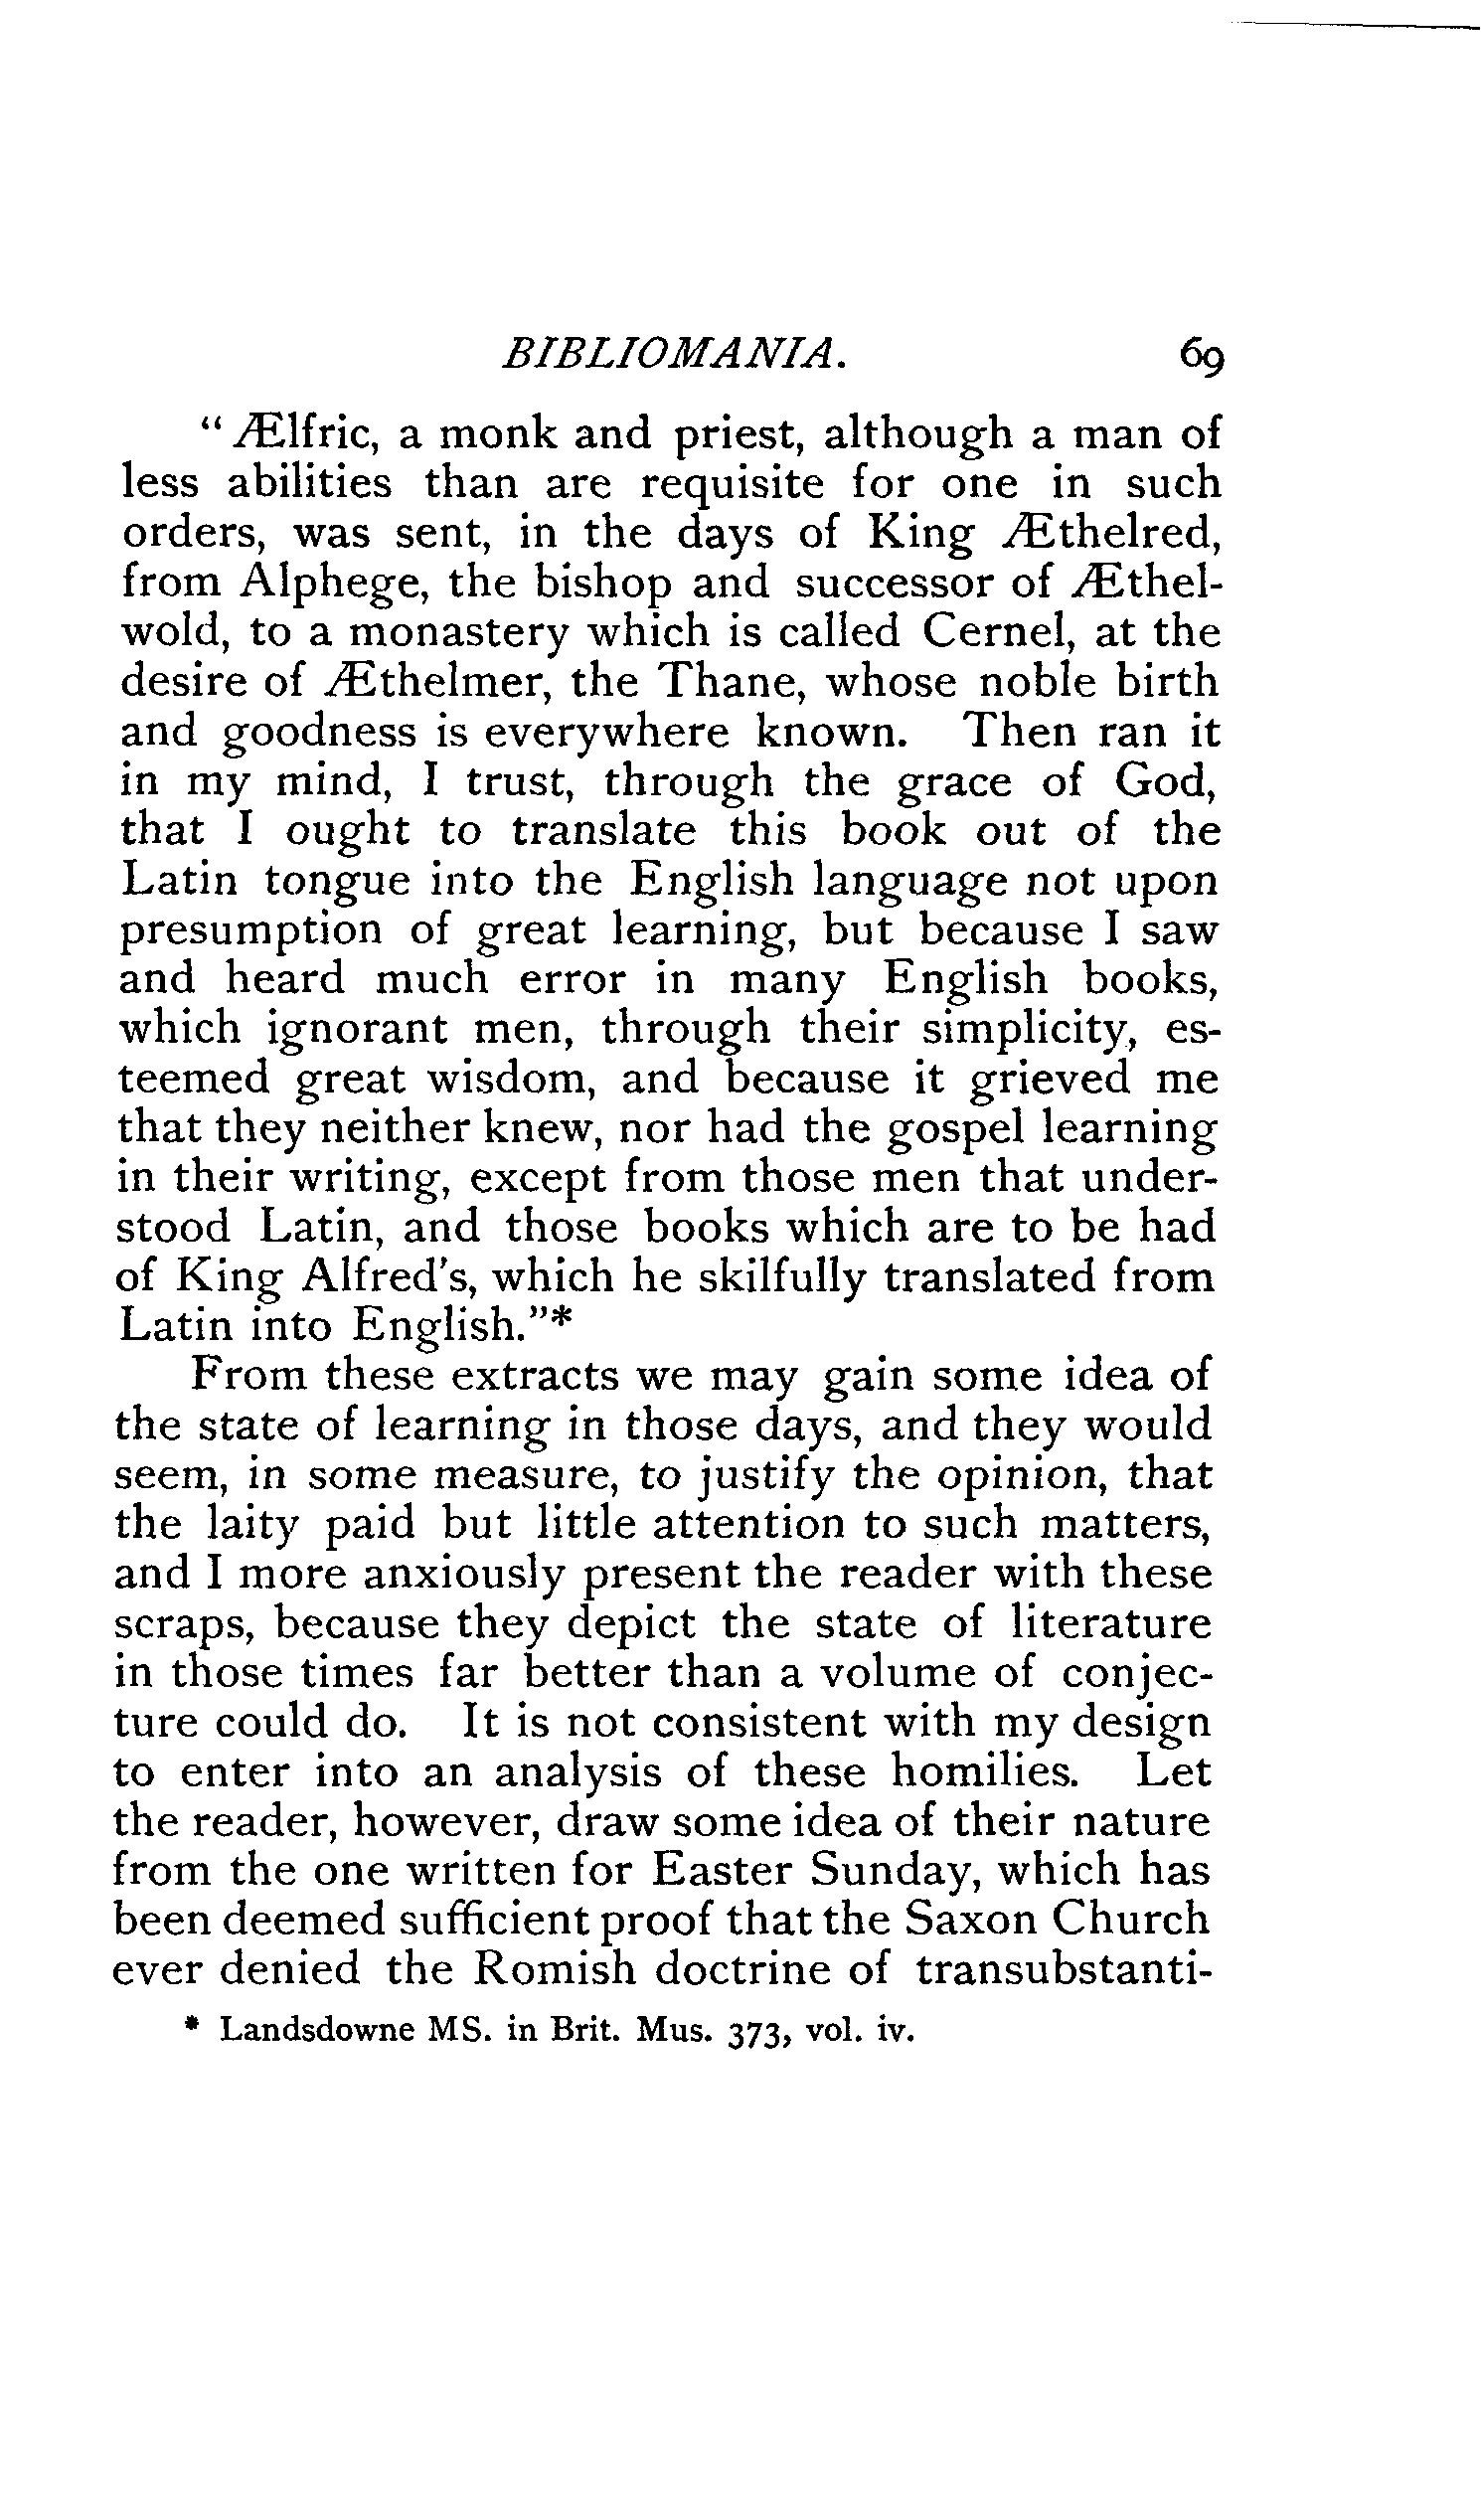 BIBLIOMANIA. 69
“ Ælfric, a monk and priest, although a man of
less abilities than are requisite for one in such
orders, was sent, in the days of King Æthelred,
from Alphege, the bishop and successor of Æthel-
wold, to a monastery which is called Cernel, at the
desire of Æthelmer, the Thane, whose noble birth
and goodness is everywhere known. Then ran it
in my mind, I trust, through the grace of God,
that I ought to translate this book out of the
Latin tongue into the English language not upon
presumption of great learning, but because I saw
and heard much error in many English books,
which ignorant men, through their simplicity, es-
teemed great wisdom, and because it grieved me
that they neither knew, nor had the gospel learning
in their writing, except from those men that under-
stood Latin, and those books which are to be had
of King Alfred's, which he skilfully translated from
Latin into English.”*
From these extracts we may gain some idea of
the state of learning in those days, and they would
seem, in some measure, to justify the opinion, that
the laity paid but little attention to such matters,
and I more anxiously present the reader with these
scraps, because they depict the state of literature
in those times far better than a volume of conjec-
ture could do. It is not consistent with my design
to enter into an analysis of these homilies. Let
the reader, however, draw some idea of their nature
from the one written for Easter Sunday, which has
been deemed sufficient proof that the Saxon Church
ever denied the Romish doctrine of transubstanti-
* Landsdowne MS. in Brit. Mus. 373, vol. iv.